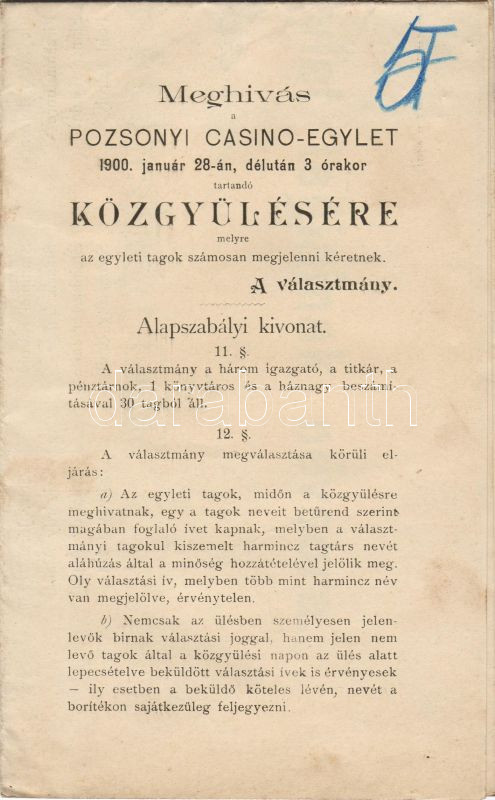 Meghivás
a
POZSONYI CASINO-EGYLET
1900. január 28-án, délután 3 órakor
tartandó
KÖZGYÜLÉSÉRE
melyre
az egyleti tagok számosan megjelenni kéretnek.
A választmány.
Alapszabályi kivonat.
11. §.
A választmány a három igazgató, a titkár, a
pénztárnok, 1 könyvtáros és a háznagy beszámi-
tásával 30 tagból áll.
12. §.
A választmány megválasztása körüli el-
járás:
a) Az egyleti tagok, midőn a közgyülésre
meghivatnak, egy a tagok neveit betürend szerint
magában foglaló ívet kapnak, melyben a választ-
mányi tagokul kiszemelt harmincz tagtárs nevét
aláhúzás által a minőség hozzátételével jelölik meg.
Oly választási ív, melyben több mint harmincz név
van megjelölve, érvénytelen.
b) Nemcsak az ülésben személyesen jelen-
levők birnak választási joggal, hanem jelen nem
levő tagok által a közgyülési napon az ülés alatt
lepecsételve beküldött választási ívek is érvényesek
— ily esetben a beküldő köteles lévén, nevét a
borítékon sajátkezüleg feljegyezni.
darabanth